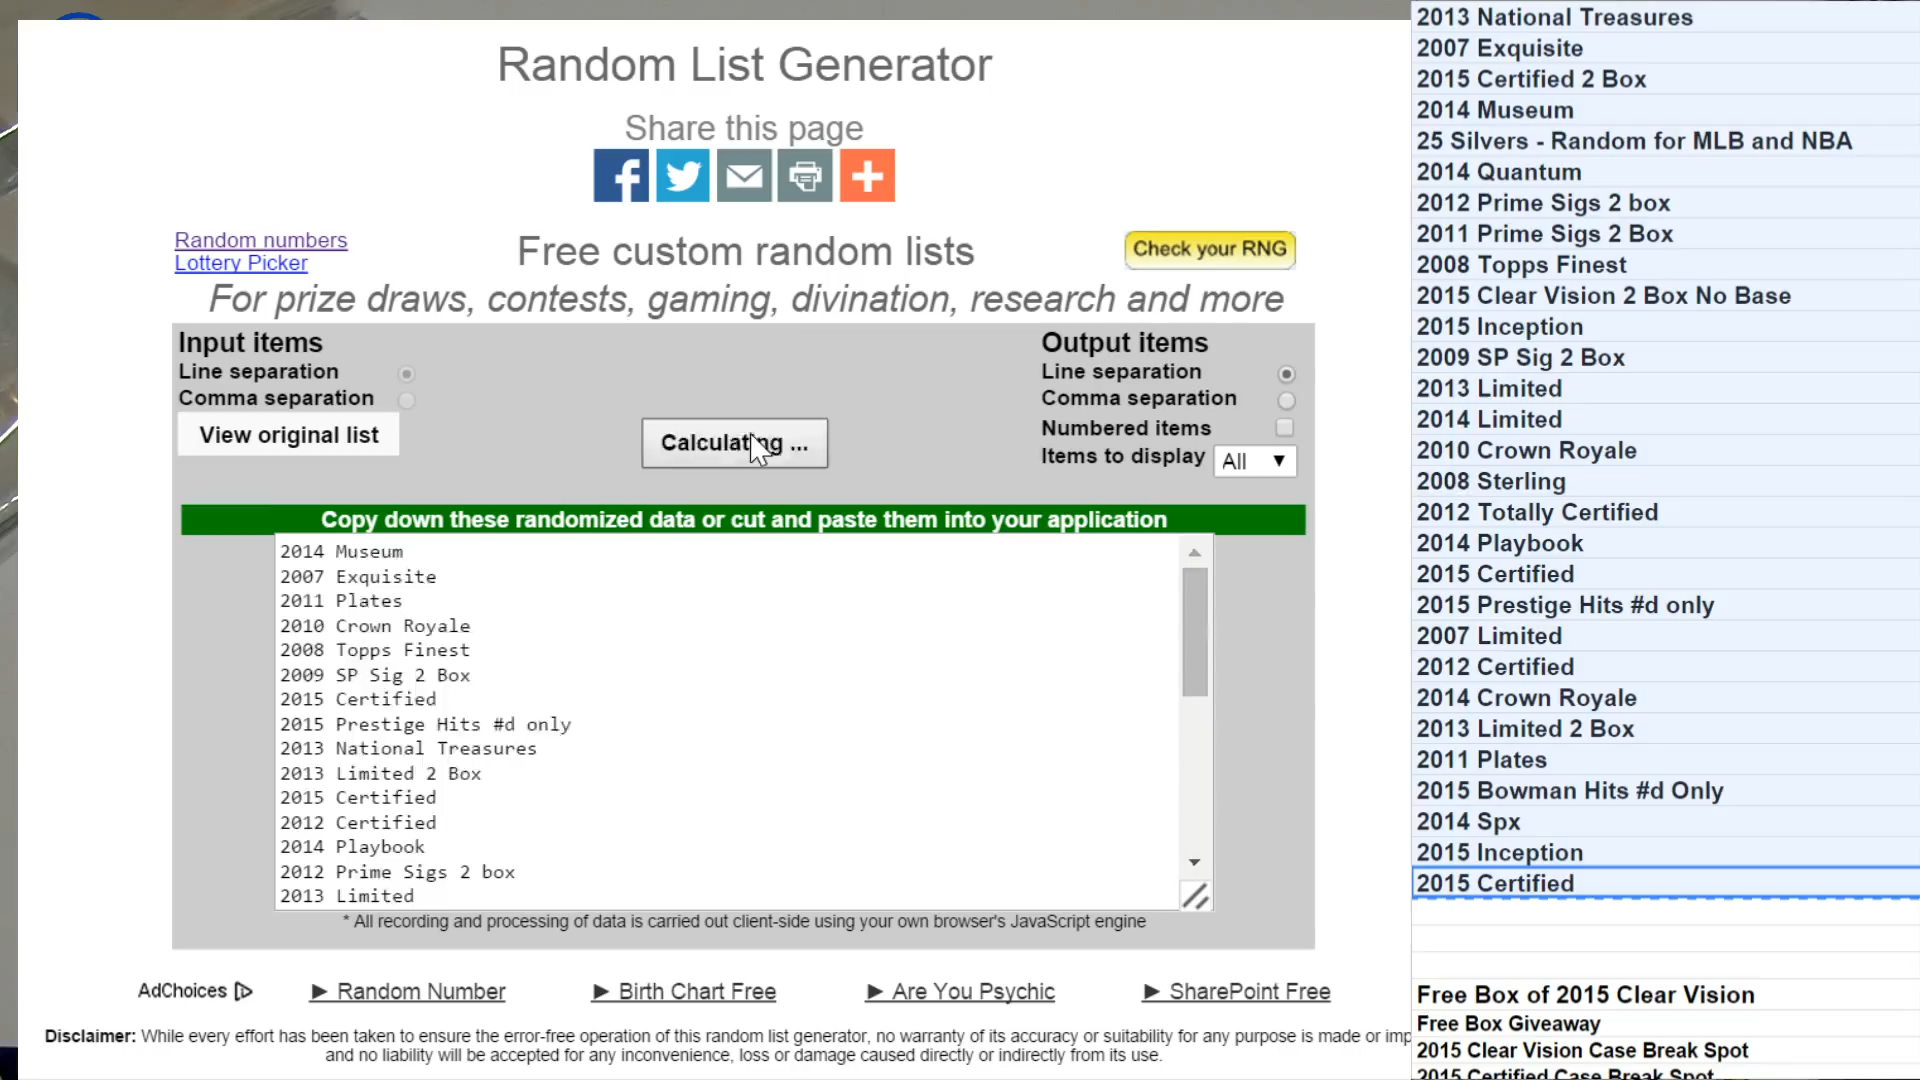 Random List Generator
Share this page
Random numbers
Lottery Picker
Free custom random lists
Check your RNG
For prize draws, contests, gaming, divination, research and more
Input items
Line separation
Comma separation
View original list
Calculating ...
Output items
Line separation
Comma separation
Numbered items
Items to display
All
Copy down these randomized data or cut and paste them into your application
2014 Museum
2007 Exquisite
2011 Plates
2010 Crown Royale
2008 Topps Finest
2009 SP Sig 2 Box
2015 Certified
2015 Prestige Hits #d only
2013 National Treasures
2013 Limited 2 Box
2015 Certified
2012 Certified
2014 Playbook
2012 Prime Sigs 2 box
2013 Limited
* All recording and processing of data is carried out client-side using your own browser's JavaScript engine
AdChoices
Random Number
Birth Chart Free
Are You Psychic
SharePoint Free
Disclaimer: While every effort has been taken to ensure the error-free operation of this random list generator, no warranty of its accuracy or suitability for any purpose is made or imp
and no liability will be accepted for any inconvenience, loss or damage caused directly or indirectly from its use.
2013 National Treasures
2007 Exquisite
2015 Certified 2 Box
2014 Museum
25 Silvers - Random for MLB and NBA
2014 Quantum
2012 Prime Sigs 2 box
2011 Prime Sigs 2 Box
2008 Topps Finest
2015 Clear Vision 2 Box No Base
2015 Inception
2009 SP Sig 2 Box
2013 Limited
2014 Limited
2010 Crown Royale
2008 Sterling
2012 Totally Certified
2014 Playbook
2015 Certified
2015 Prestige Hits #d only
2007 Limited
2012 Certified
2014 Crown Royale
2013 Limited 2 Box
2011 Plates
2015 Bowman Hits #d Only
2014 Spx
2015 Inception
2015 Certified
Free Box of 2015 Clear Vision
Free Box Giveaway
2015 Clear Vision Case Break Spot
2015 Certified Case Break Spot